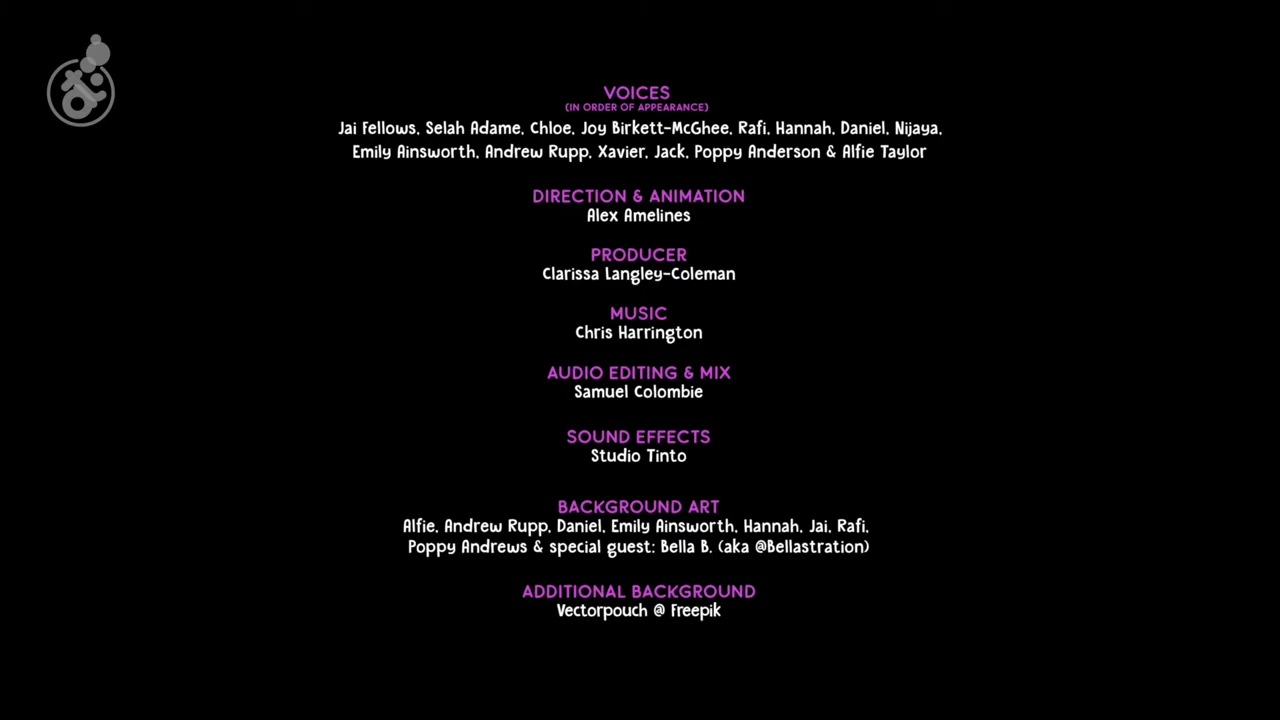 VOICES
(IN ORDER OF APPEARANCE)
Jai Fellows, Selah Adame, Chloe, Joy Birkett-McGhee, Rafi, Hannah, Daniel, Nijaya,
Emily Ainsworth, Andrew Rupp, Xavier, Jack, Poppy Anderson & Alfie Taylor
DIRECTION & ANIMATION
Alex Amelines
PRODUCER
Clarissa Langley-Coleman
MUSIC
Chris Harrington
AUDIO EDITING & MIX
Samuel Colombie
SOUND EFFECTS
Studio Tinto
BACKGROUND ART
Alfie, Andrew Rupp, Daniel, Emily Ainsworth, Hannah, Jai, Rafi,
Poppy Andrews & special guest: Bella B. (aka @Bellastration)
ADDITIONAL BACKGROUND
Vectorpouch @ Freepik